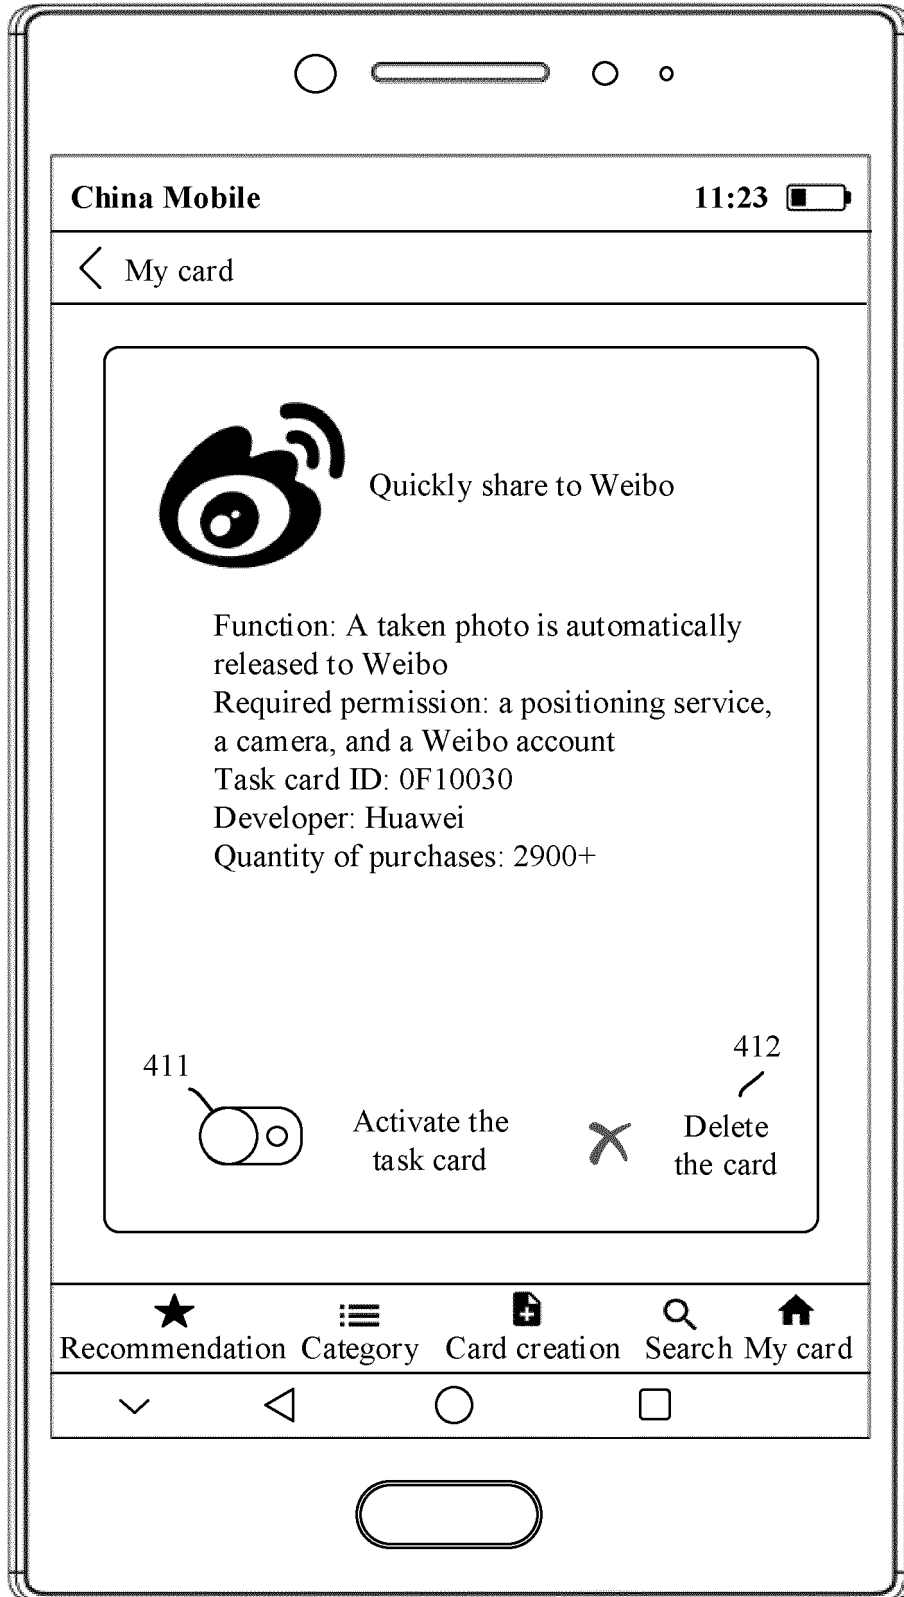 China Mobile 11:23
My card
Quickly share to Weibo
Function: A taken photo is automatically
released to Weibo
Required permission: a positioning service,
a camera, and a Weibo account
Task card ID: 0F10030
Developer: Huawei
Quantity of purchases: 2900+
411
412
Activate the
task card
Delete
the card
Recommendation Category Card creation Search My card